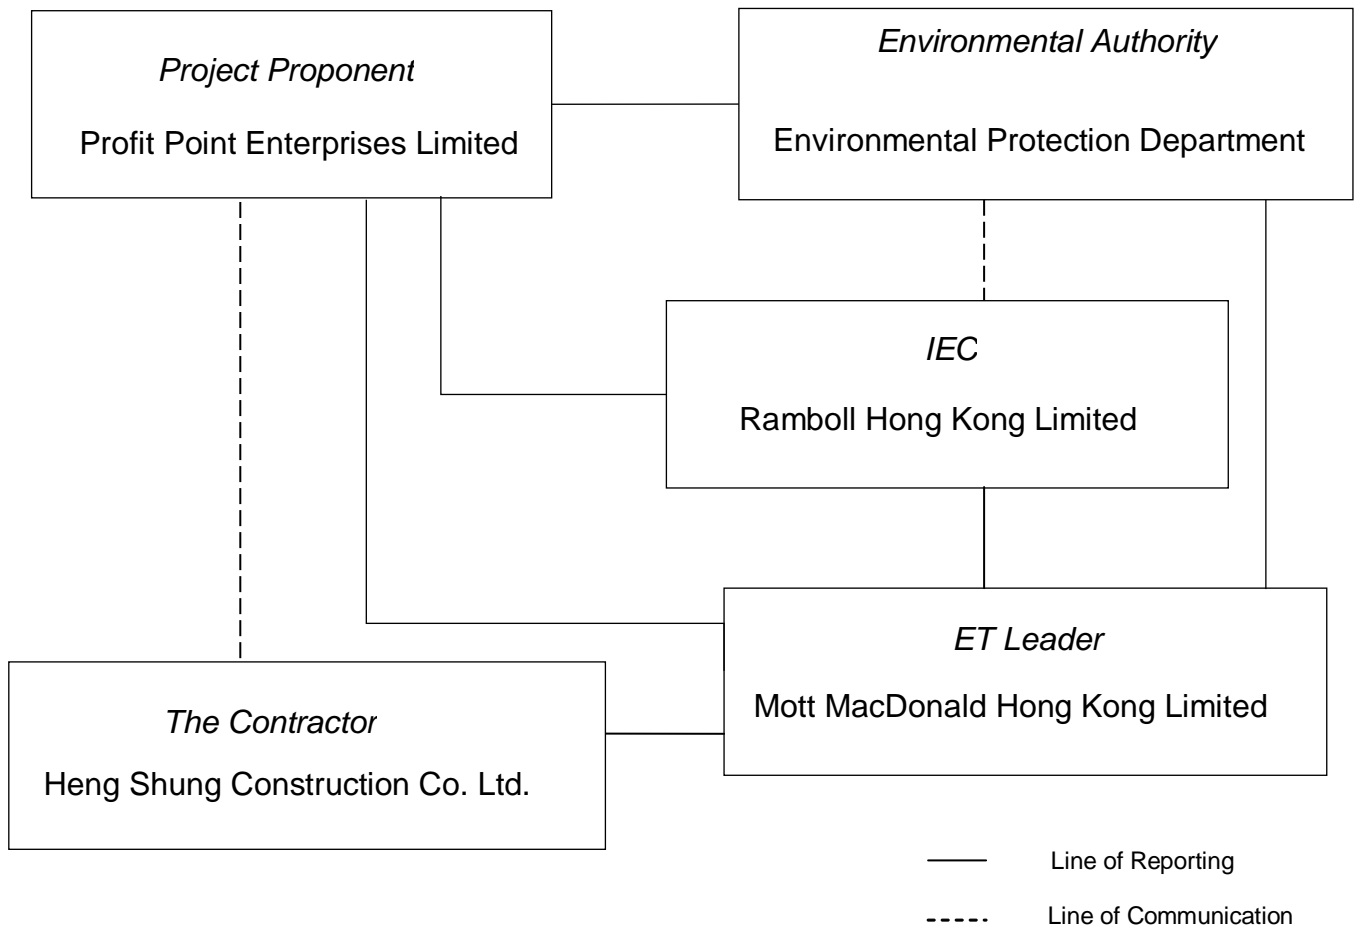 Project Proponent
Profit Point Enterprises Limited
Environmental Authority
Environmental Protection Department
IEC
Ramboll Hong Kong Limited
ET Leader
Mott MacDonald Hong Kong Limited
The Contractor
Heng Shung Construction Co. Ltd.
Line of Reporting
Line of Communication